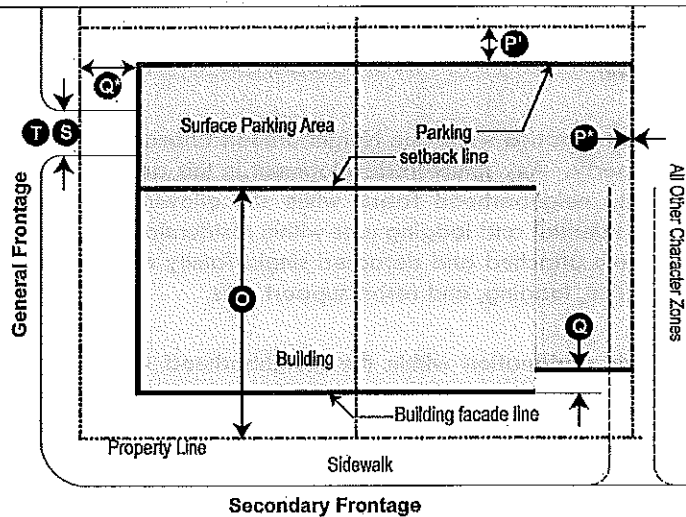 P*
Q*
T S
Surface Parking Area
Parking
setback line
P*
General Frontage
All Other Character Zones
O
Q
Building
Building facade line
Property Line
Sidewalk
Secondary Frontage